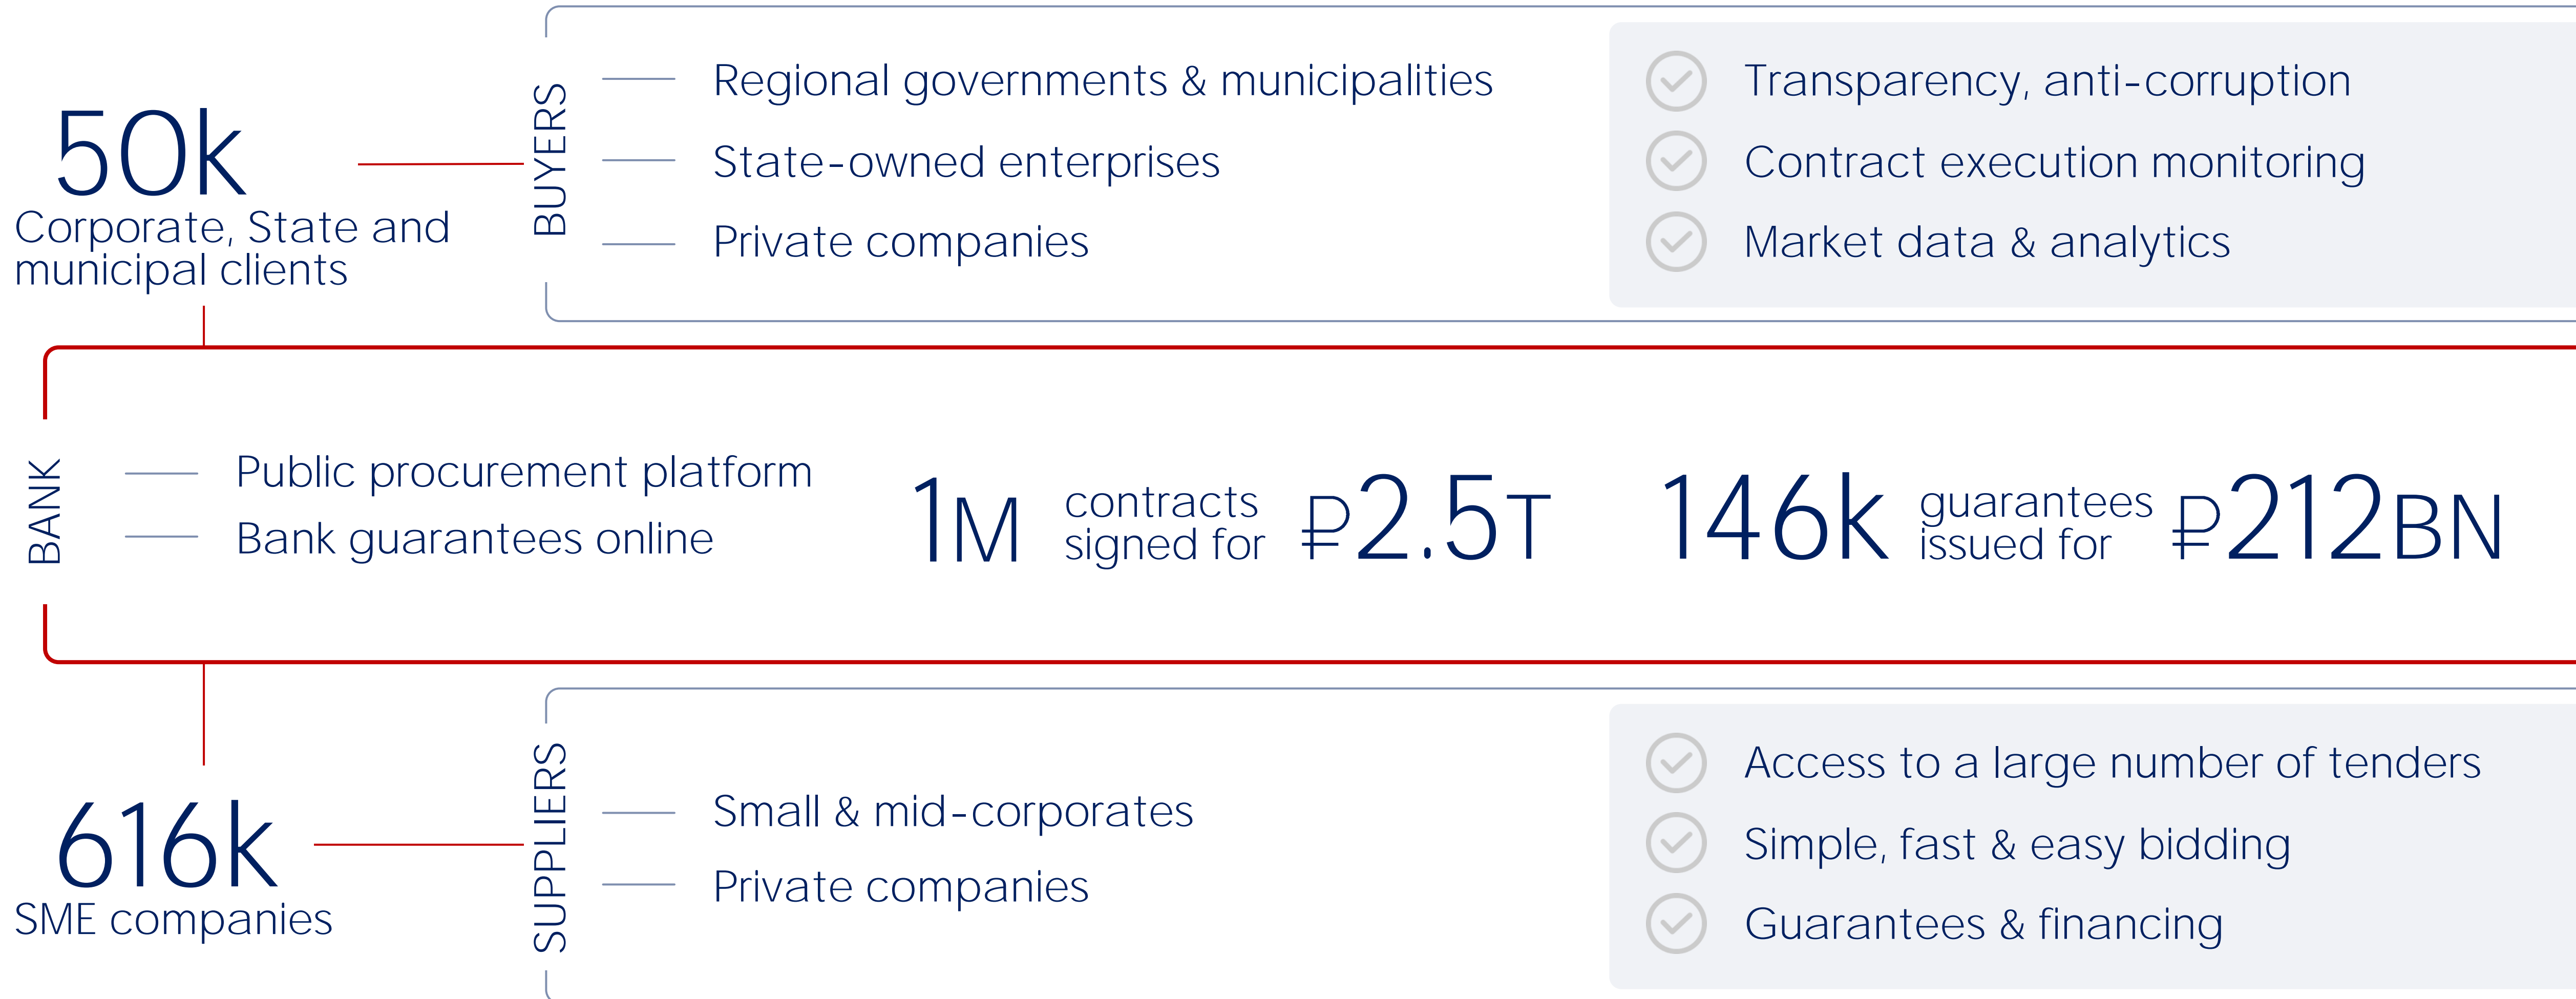 50k
Corporate, State and
municipal clients
BUYERS
Regional governments & municipalities
State-owned enterprises
Private companies
Transparency, anti-corruption
Contract execution monitoring
Market data & analytics
BANK
Public procurement platform
Bank guarantees online
1M contracts signed for ₽2.5T
146k guarantees issued for ₽212BN
616k
SME companies
SUPPLIERS
Small & mid-corporates
Private companies
Access to a large number of tenders
Simple, fast & easy bidding
Guarantees & financing